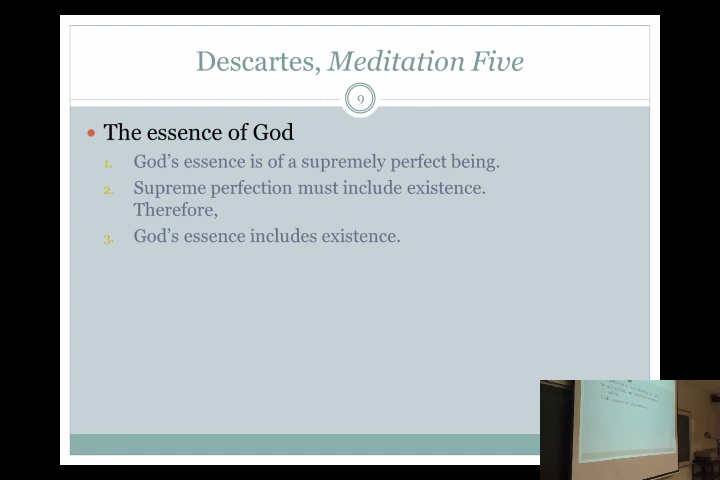 Descartes, Meditation Five
9
• The essence of God
1. God's essence is of a supremely perfect being.
2. Supreme perfection must include existence.
Therefore,
3. God's essence includes existence.